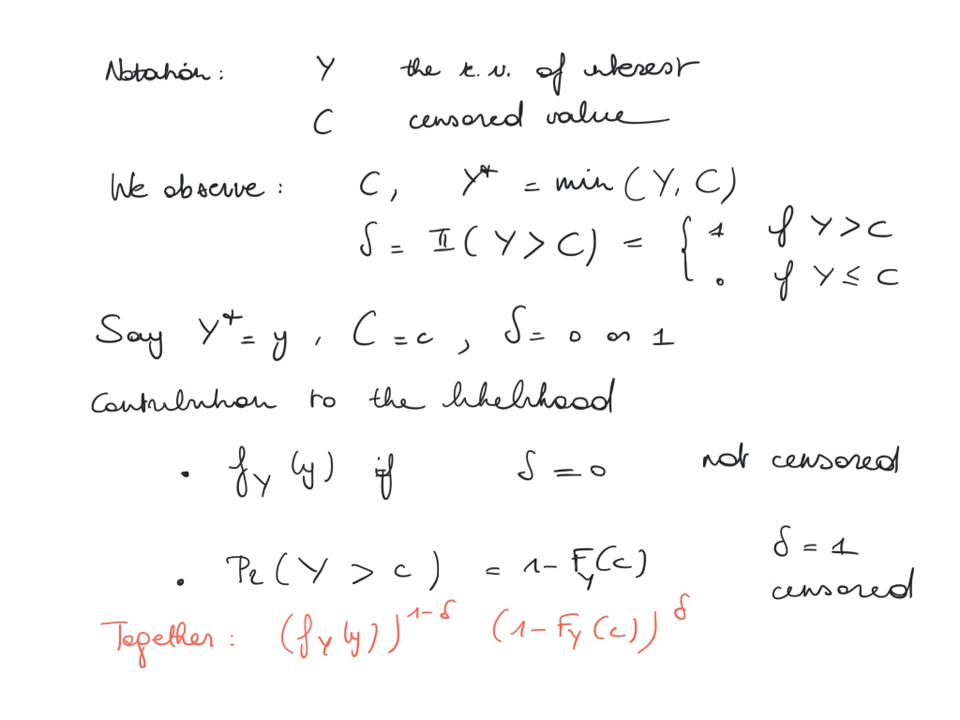 Notation: Y the r.v. of interest
C censored value
We observe: C, Y* = min(Y, C)
δ = 𝕀(Y > C) = { 1 if Y > C
0 if Y ≤ C
Say Y* = y, C = c, δ = 0 or 1
Contribution to the likelihood
• f_Y(y) if δ = 0 not censored
• Pr(Y > c) = 1 - F_Y(c) δ = 1
censored
Together: (f_Y(y))^{1-δ} (1 - F_Y(c))^δ